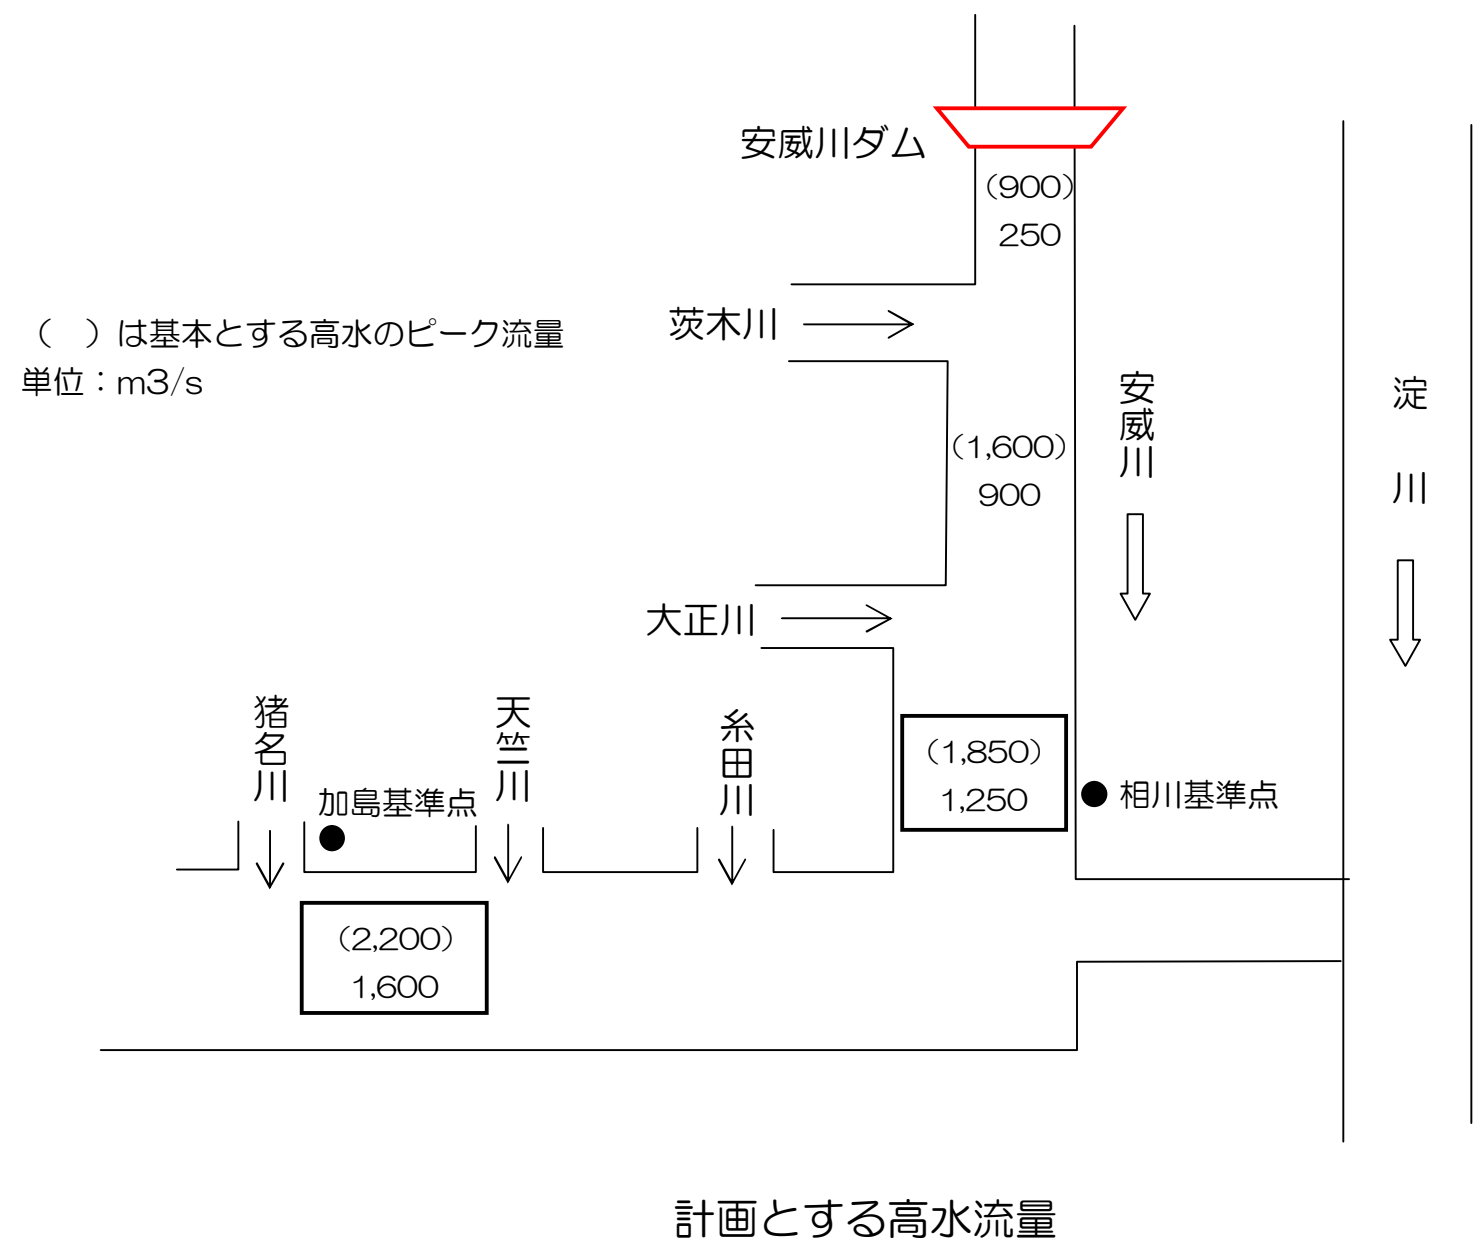 安威川ダム
（900）
250
茨木川
（　）は基本とする高水のピーク流量
単位：m3/s
安威川
淀川
（1,600）
900
大正川
猪名川
天竺川
糸田川
（1,850）
1,250
相川基準点
加島基準点
（2,200）
1,600
計画とする高水流量